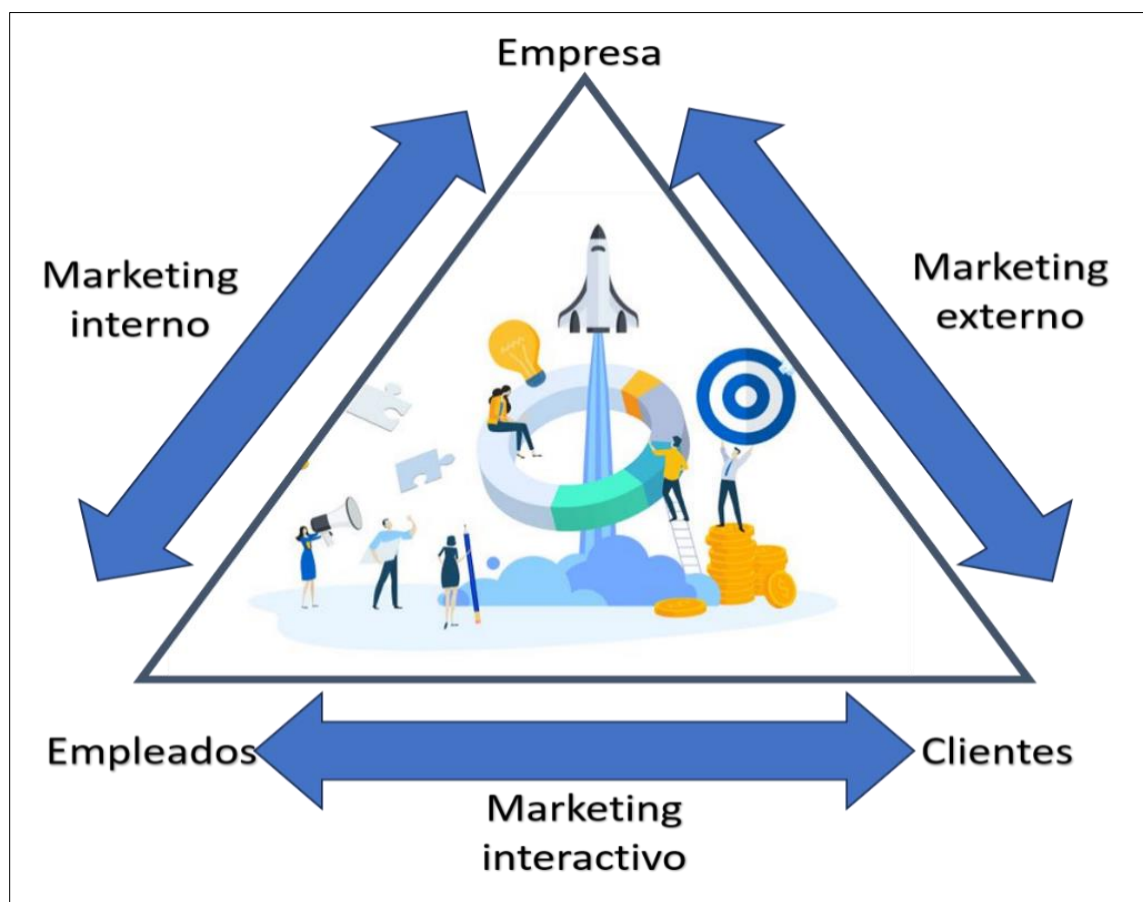 Empresa
Marketing
interno
Marketing
externo
Empleados
Clientes
Marketing
interactivo